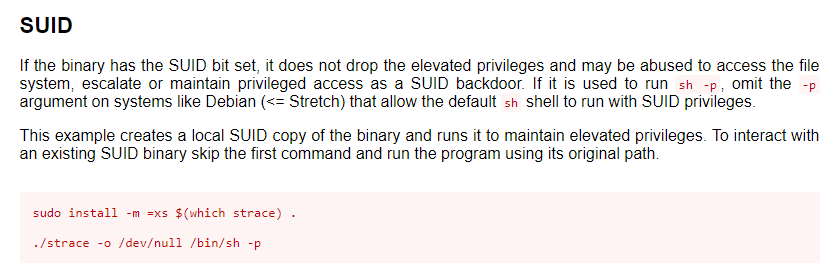 SUID
If the binary has the SUID bit set, it does not drop the elevated privileges and may be abused to access the file
system, escalate or maintain privileged access as a SUID backdoor. If it is used to run sh -p, omit the -p
argument on systems like Debian (<= Stretch) that allow the default sh shell to run with SUID privileges.
This example creates a local SUID copy of the binary and runs it to maintain elevated privileges. To interact with
an existing SUID binary skip the first command and run the program using its original path.
sudo install -m =xs $(which strace) .
./strace -o /dev/null /bin/sh -p